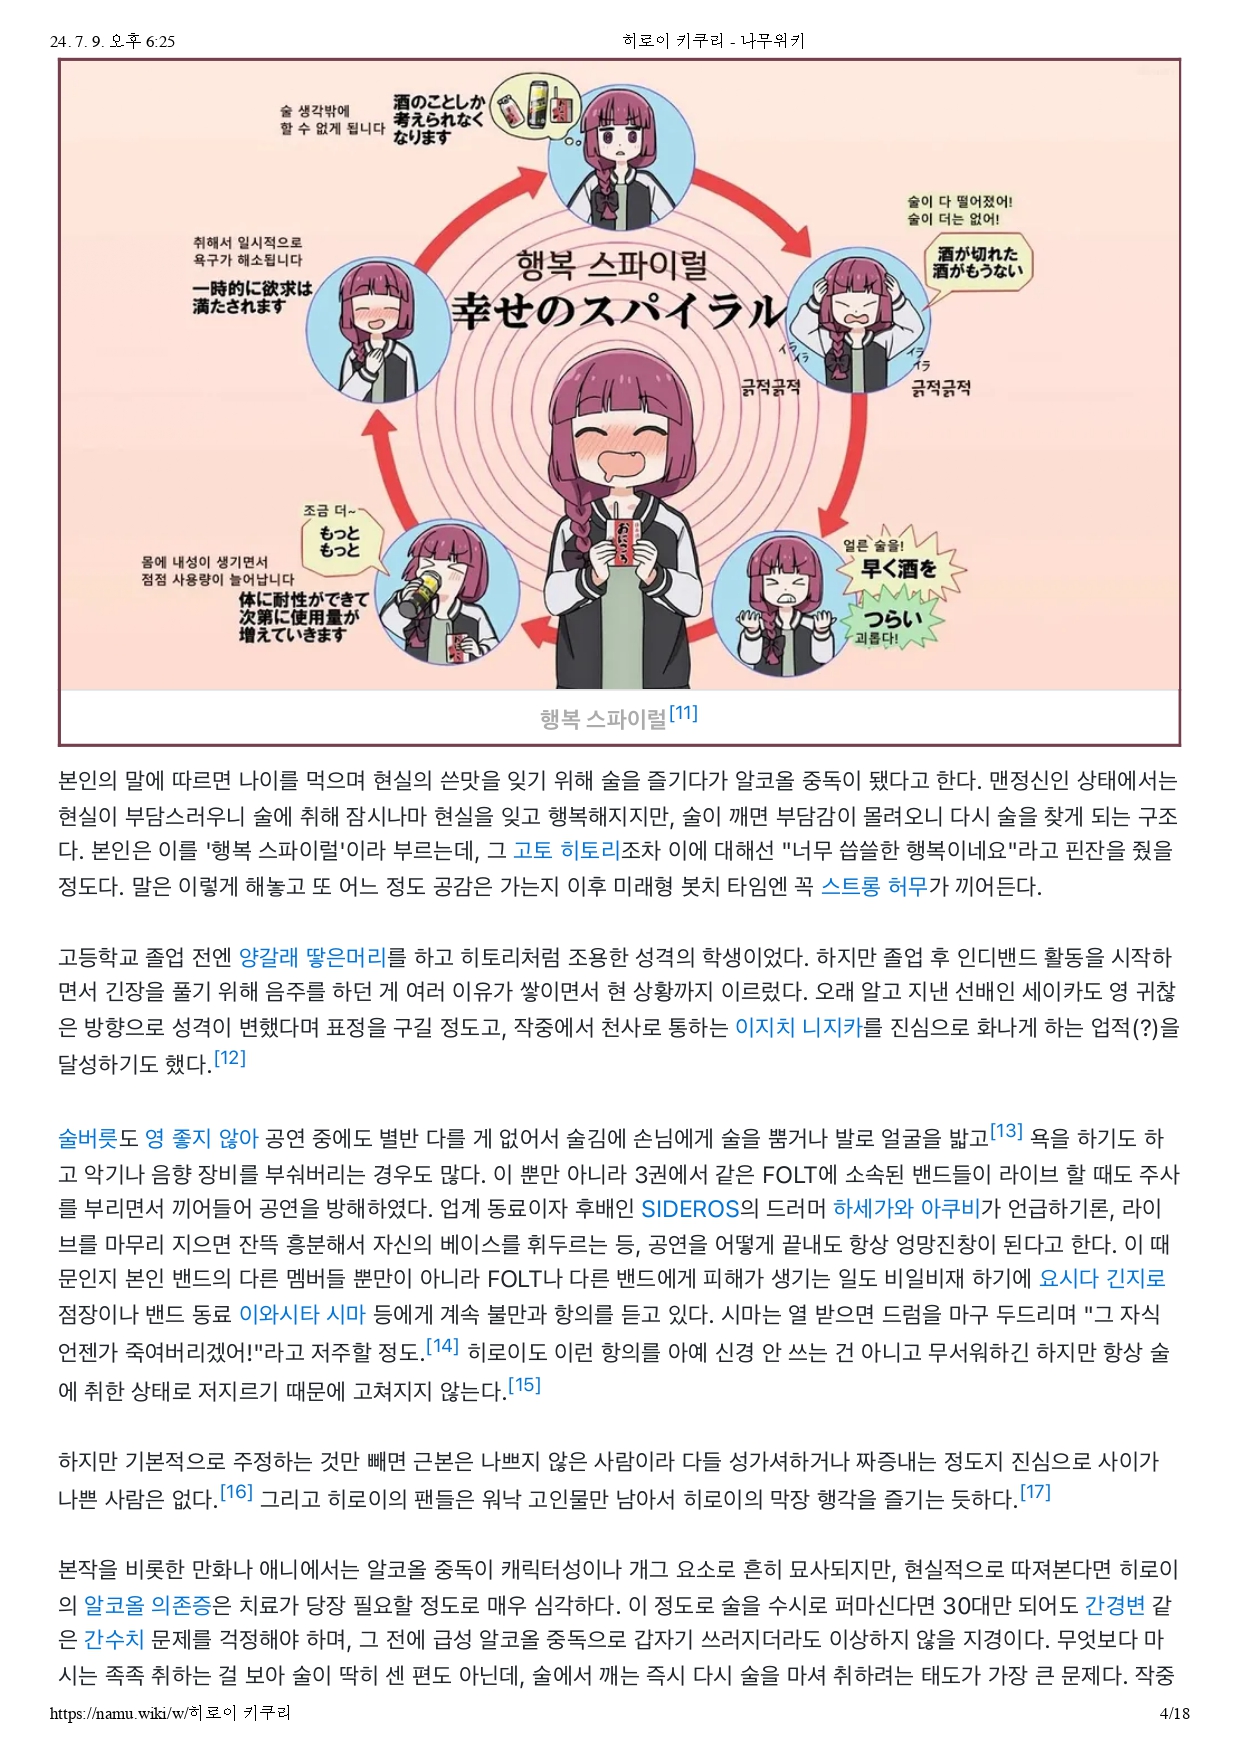 24. 7. 9. 오후 6:25
히로이 키쿠리 - 나무위키
술 생각밖에
할 수 없게 됩니다
酒のことしか
考えられなく
なります
술이 다 떨어졌어!
술이 더는 없어!
酒が切れた
酒がもうない
취해서 일시적으로
욕구가 해소됩니다
一時的に欲求は
満たされます
행복 스파이럴
幸せのスパイラル
イライラ
イライラ
긁적긁적
긁적긁적
조금 더~
もっと
もっと
몸에 내성이 생기면서
점점 사용량이 늘어납니다
体に耐性ができて
次第に使用量が
増えていきます
おにころ
얼른 술을!
早く酒を
つらい
괴롭다!
행복 스파이럴[11]
본인의 말에 따르면 나이를 먹으며 현실의 쓴맛을 잊기 위해 술을 즐기다가 알코올 중독이 됐다고 한다. 맨정신인 상태에서는
현실이 부담스러우니 술에 취해 잠시나마 현실을 잊고 행복해지지만, 술이 깨면 부담감이 몰려오니 다시 술을 찾게 되는 구조
다. 본인은 이를 '행복 스파이럴'이라 부르는데, 그 고토 히토리조차 이에 대해선 "너무 씁쓸한 행복이네요"라고 핀잔을 줬을
정도다. 말은 이렇게 해놓고 또 어느 정도 공감은 가는지 이후 미래형 봇치 타임엔 꼭 스트롱 허무가 끼어든다.
고등학교 졸업 전엔 양갈래 땋은머리를 하고 히토리처럼 조용한 성격의 학생이었다. 하지만 졸업 후 인디밴드 활동을 시작하
면서 긴장을 풀기 위해 음주를 하던 게 여러 이유가 쌓이면서 현 상황까지 이르렀다. 오래 알고 지낸 선배인 세이카도 영 귀찮
은 방향으로 성격이 변했다며 표정을 구길 정도고, 작중에서 천사로 통하는 이지치 니지카를 진심으로 화나게 하는 업적(?)을
달성하기도 했다.[12]
술버릇도 영 좋지 않아 공연 중에도 별반 다를 게 없어서 술김에 손님에게 술을 뿜거나 발로 얼굴을 밟고[13] 욕을 하기도 하
고 악기나 음향 장비를 부숴버리는 경우도 많다. 이 뿐만 아니라 3권에서 같은 FOLT에 소속된 밴드들이 라이브 할 때도 주사
를 부리면서 끼어들어 공연을 방해하였다. 업계 동료이자 후배인 SIDEROS의 드러머 하세가와 아쿠비가 언급하기론, 라이
브를 마무리 지으면 잔뜩 흥분해서 자신의 베이스를 휘두르는 등, 공연을 어떻게 끝내도 항상 엉망진창이 된다고 한다. 이 때
문인지 본인 밴드의 다른 멤버들 뿐만이 아니라 FOLT나 다른 밴드에게 피해가 생기는 일도 비일비재 하기에 요시다 긴지로
점장이나 밴드 동료 이와시타 시마 등에게 계속 불만과 항의를 듣고 있다. 시마는 열 받으면 드럼을 마구 두드리며 "그 자식
언젠가 죽여버리겠어!"라고 저주할 정도.[14] 히로이도 이런 항의를 아예 신경 안 쓰는 건 아니고 무서워하긴 하지만 항상 술
에 취한 상태로 저지르기 때문에 고쳐지지 않는다.[15]
하지만 기본적으로 주정하는 것만 빼면 근본은 나쁘지 않은 사람이라 다들 성가셔하거나 짜증내는 정도지 진심으로 사이가
나쁜 사람은 없다.[16] 그리고 히로이의 팬들은 워낙 고인물만 남아서 히로이의 막장 행각을 즐기는 듯하다.[17]
본작을 비롯한 만화나 애니에서는 알코올 중독이 캐릭터성이나 개그 요소로 흔히 묘사되지만, 현실적으로 따져본다면 히로이
의 알코올 의존증은 치료가 당장 필요할 정도로 매우 심각하다. 이 정도로 술을 수시로 퍼마신다면 30대만 되어도 간경변 같
은 간수치 문제를 걱정해야 하며, 그 전에 급성 알코올 중독으로 갑자기 쓰러지더라도 이상하지 않을 지경이다. 무엇보다 마
시는 족족 취하는 걸 보아 술이 딱히 센 편도 아닌데, 술에서 깨는 즉시 다시 술을 마셔 취하려는 태도가 가장 큰 문제다. 작중
https://namu.wiki/w/히로이 키쿠리
4/18